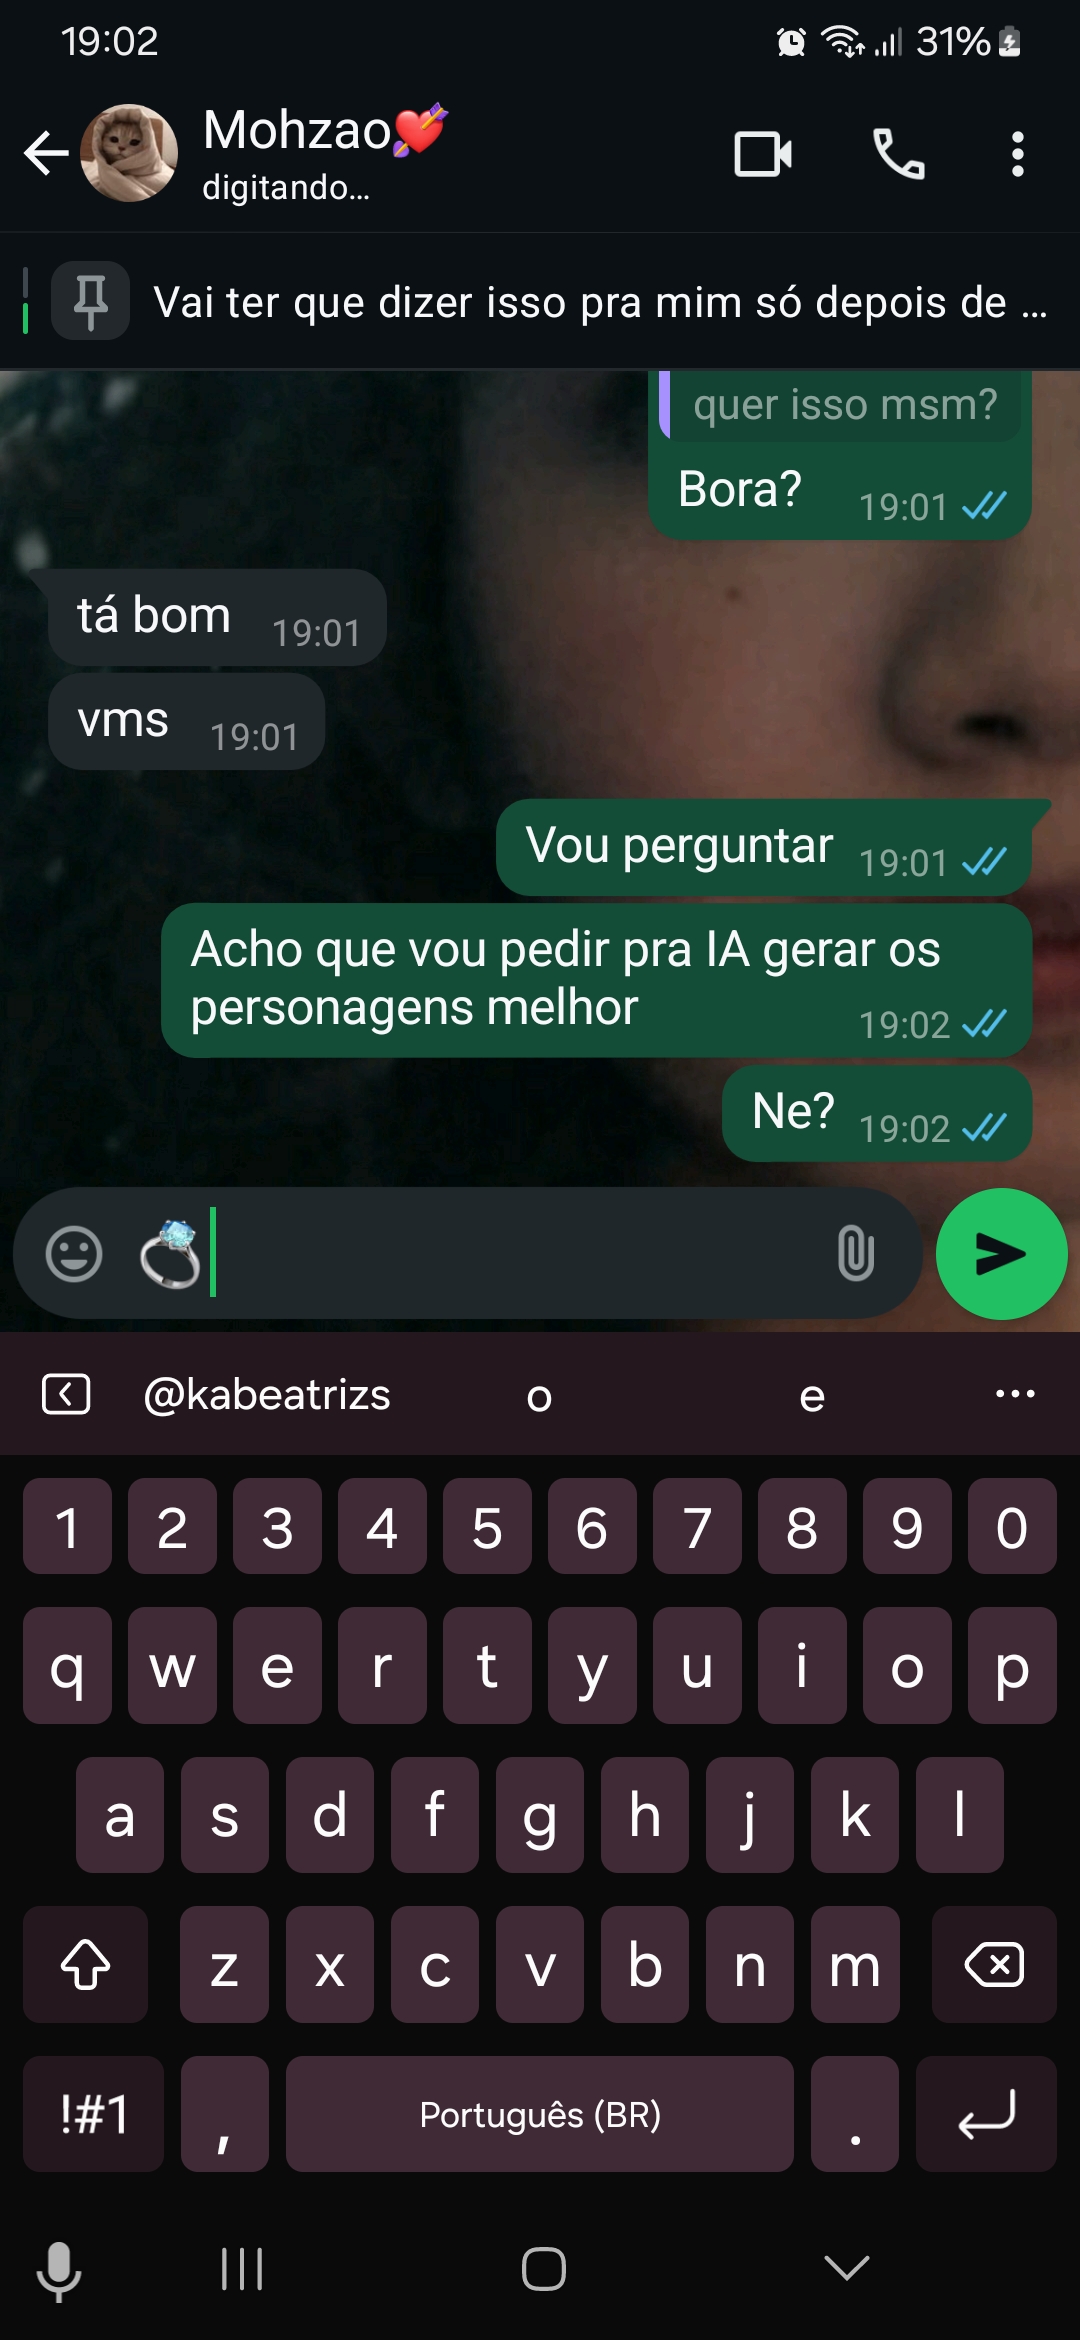 19:02
31%
Mohzao💘
digitando...
Vai ter que dizer isso pra mim só depois de ...
quer isso msm?
Bora? 19:01
tá bom 19:01
vms 19:01
Vou perguntar 19:01
Acho que vou pedir pra IA gerar os
personagens melhor 19:02
Ne? 19:02
💍
@kabeatrizs o e ...
1 2 3 4 5 6 7 8 9 0
q w e r t y u i o p
a s d f g h j k l
z x c v b n m
!#1 , Português (BR) .